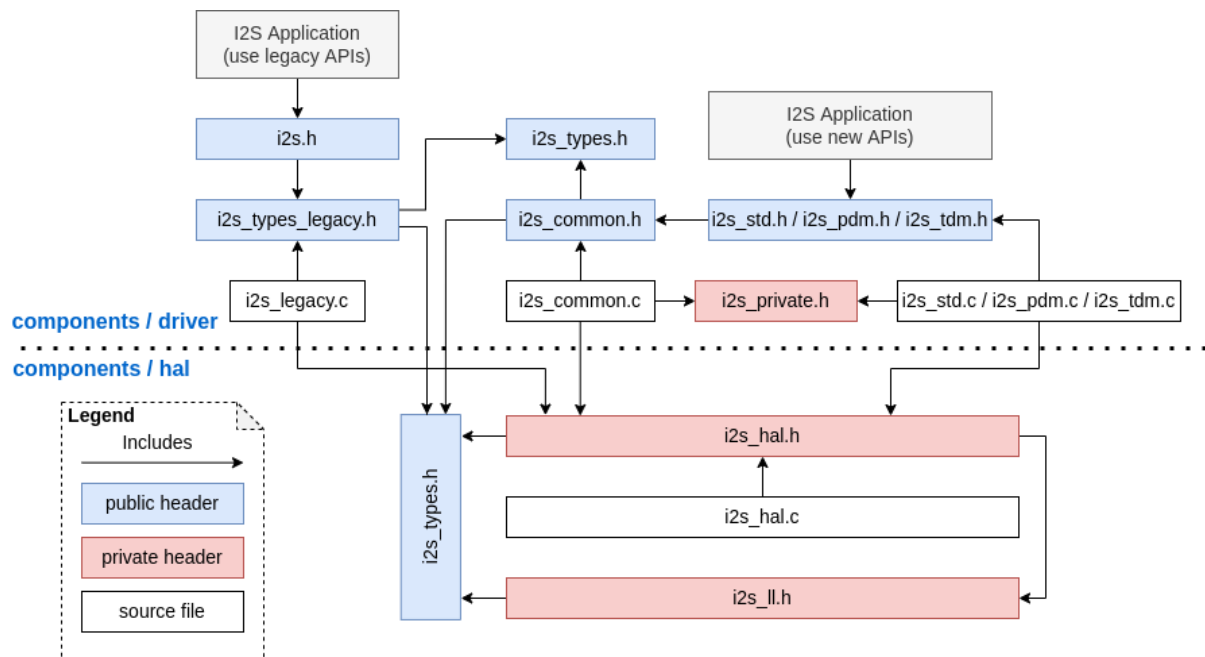 I2S Application
(use legacy APIs)
i2s.h
i2s_types.h
I2S Application
(use new APIs)
i2s_types_legacy.h
i2s_common.h
i2s_std.h / i2s_pdm.h / i2s_tdm.h
i2s_legacy.c
i2s_common.c
i2s_private.h
i2s_std.c / i2s_pdm.c / i2s_tdm.c
components / driver
components / hal
Legend
Includes
public header
private header
source file
i2s_types.h
i2s_hal.h
i2s_hal.c
i2s_ll.h